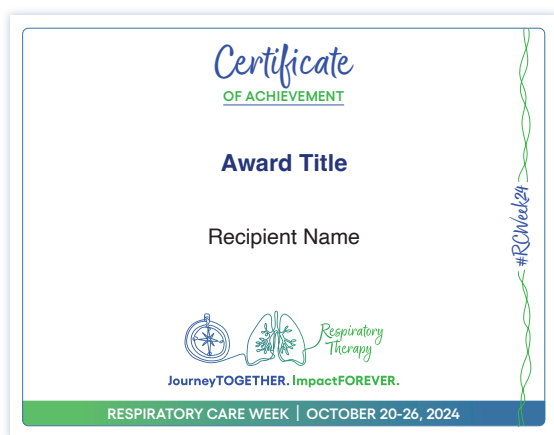 Certificate
OF ACHIEVEMENT
Award Title
Recipient Name
#RCWeek24
Respiratory
Therapy
JourneyTOGETHER. ImpactFOREVER.
RESPIRATORY CARE WEEK | OCTOBER 20-26, 2024